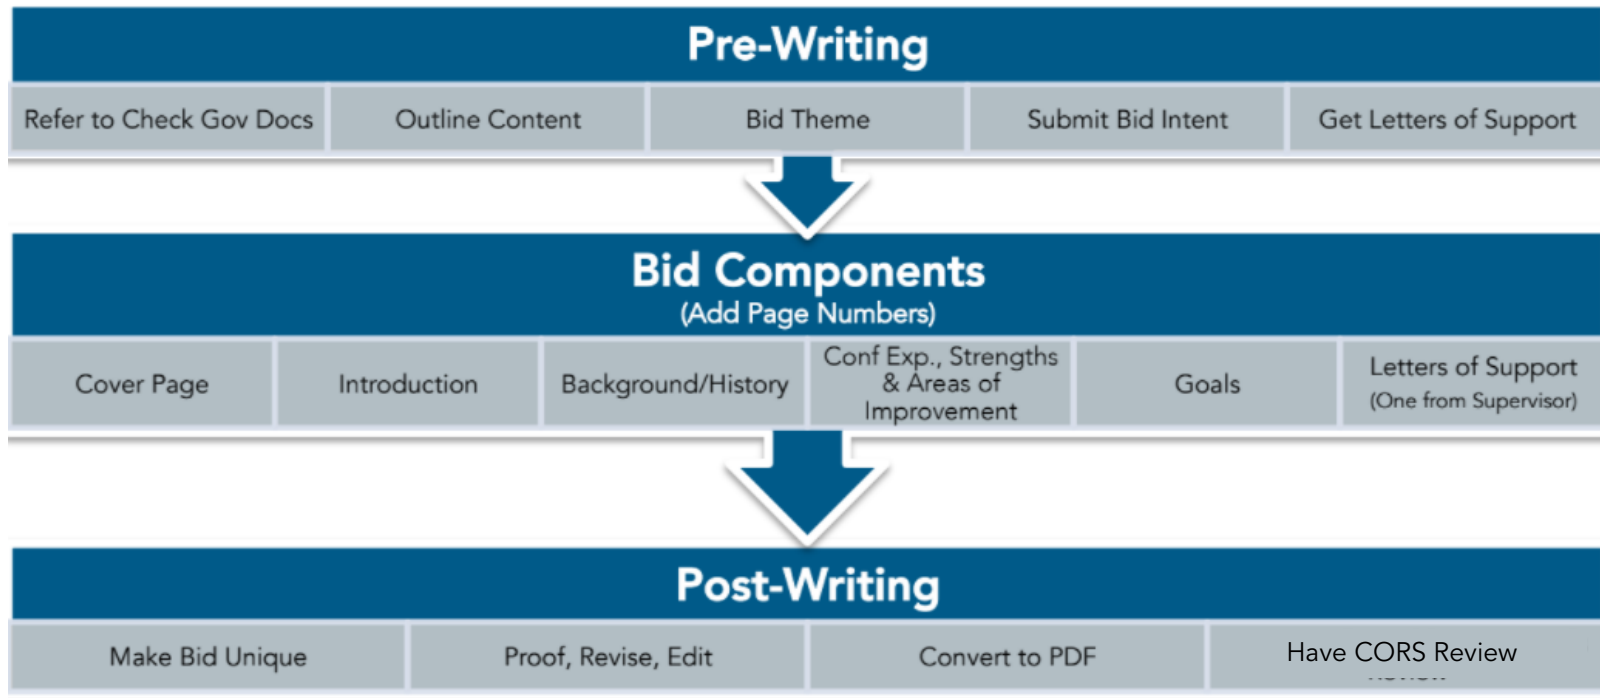 Pre-Writing
Refer to Check Gov Docs
Outline Content
Bid Theme
Submit Bid Intent
Get Letters of Support
Bid Components
(Add Page Numbers)
Cover Page
Introduction
Background/History
Conf Exp., Strengths
& Areas of
Improvement
Goals
Letters of Support
(One from Supervisor)
Post-Writing
Make Bid Unique
Proof, Revise, Edit
Convert to PDF
Have CORS Review